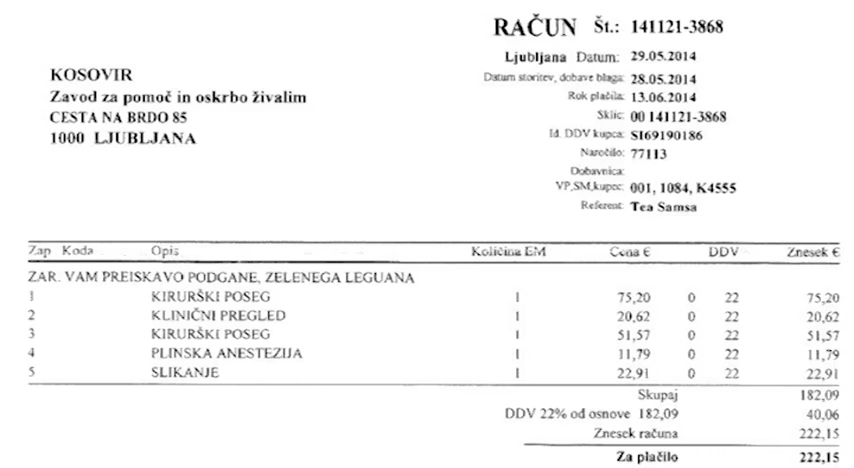 RAČUN Št.: 141121-3868
Ljubljana Datum: 29.05.2014
Datum storitev, dobave blaga: 28.05.2014
Rok plačila: 13.06.2014
Sklic: 00 141121-3868
Id. DDV kupca: SI69190186
Naročilo: 77113
Dobavnica:
VP,SM,kupec: 001, 1084, K4555
Referent: Tea Samsa
KOSOVIR
Zavod za pomoč in oskrbo živalim
CESTA NA BRDO 85
1000 LJUBLJANA
Zap Koda Opis Količina EM Cena € DDV Znesek €
ZAR. VAM PREISKAVO PODGANE, ZELENEGA LEGUANA
1 KIRURŠKI POSEG 1 75,20 0 22 75,20
2 KLINIČNI PREGLED 1 20,62 0 22 20,62
3 KIRURŠKI POSEG 1 51,57 0 22 51,57
4 PLINSKA ANESTEZIJA 1 11,79 0 22 11,79
5 SLIKANJE 1 22,91 0 22 22,91
Skupaj 182,09
DDV 22% od osnove 182,09 40,06
Znesek računa 222,15
Za plačilo 222,15